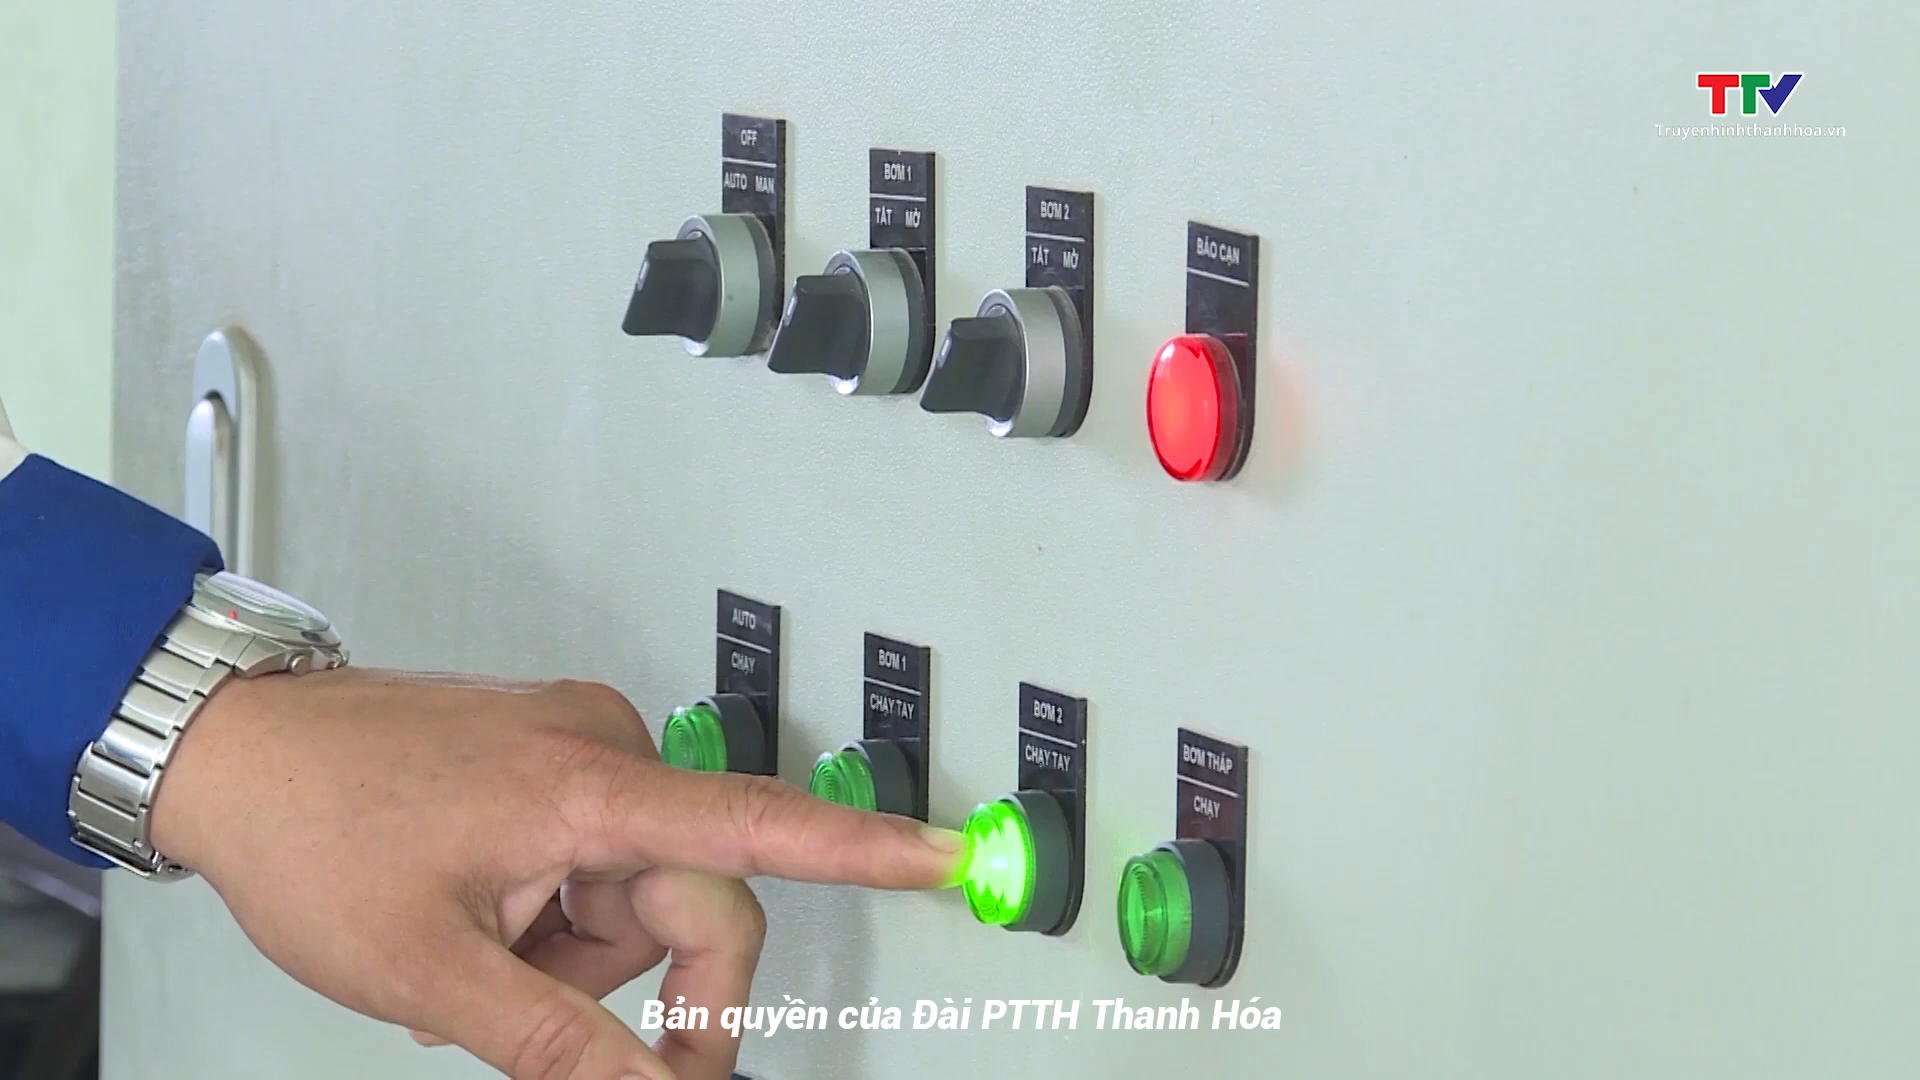 TTV
Truyenhinhthanhhoa.vn
OFF
AUTO MAN
BƠM 1
TẮT MỞ
BƠM 2
TẮT MỞ
BÁO CẠN
AUTO
CHẠY
BƠM 1
CHẠY TAY
BƠM 2
CHẠY TAY
BƠM THÁP
CHẠY
Bản quyền của Đài PTTH Thanh Hóa